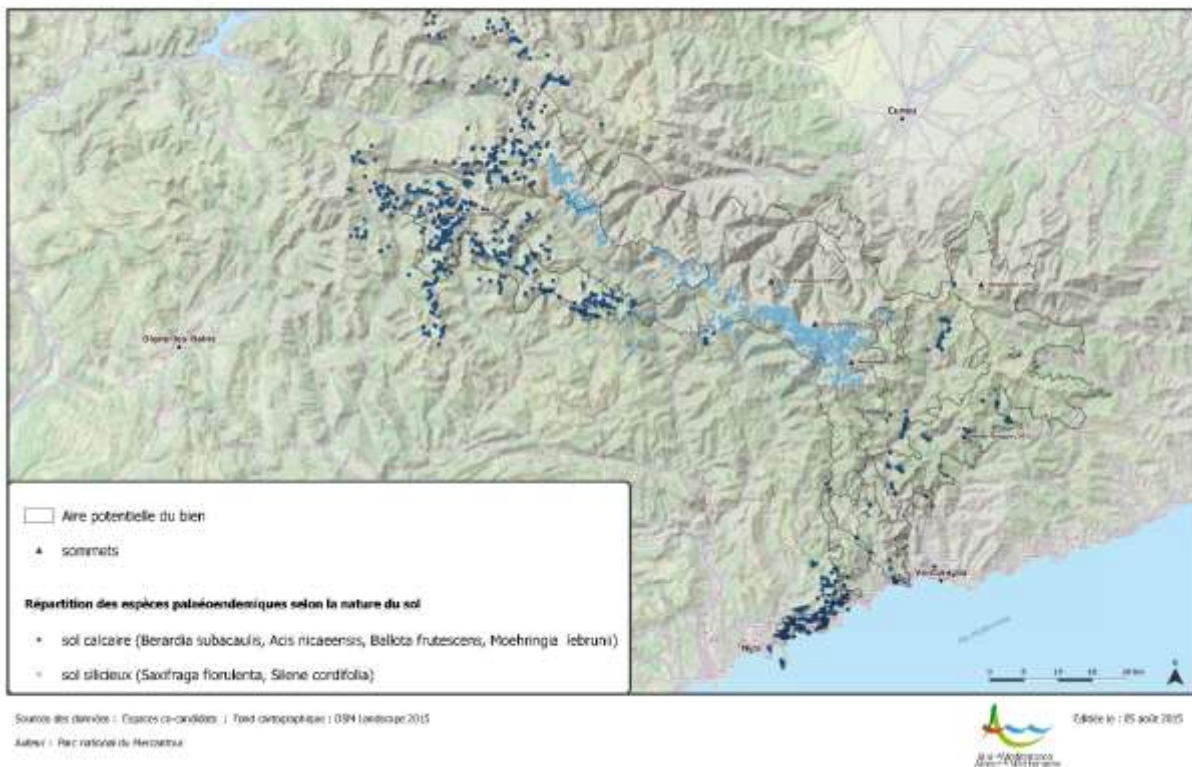 Cuneo
Digne-les-Bains
Ventimiglia
Nice
Aire potentielle du bien
sommets
Répartition des espèces palaéoendemiques selon la nature du sol
sol calcaire (Berardia subacaulis, Acis nicaeensis, Ballota frutescens, Moehringia lebrunii)
sol silicieux (Saxifraga florulenta, Silene cordifolia)
Sources des données : Espaces co-candidats | Fond cartographique : OSM Landscape 2015
Editée le : 05 août 2015
Auteur : Parc national du Mercantour